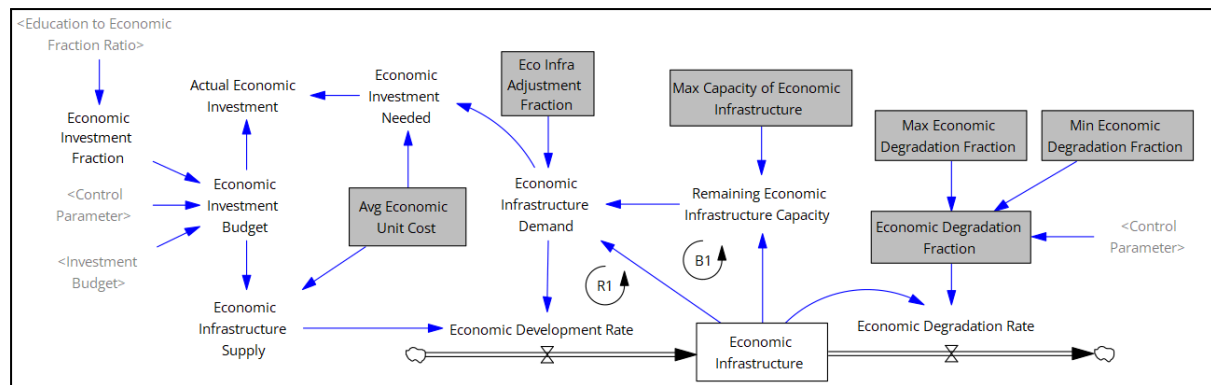 <Education to Economic
Fraction Ratio>
Actual Economic
Investment
Economic
Investment
Needed
Eco Infra
Adjustment
Fraction
Max Capacity of Economic
Infrastructure
Economic
Investment
Fraction
Max Economic
Degradation Fraction
Min Economic
Degradation Fraction
<Control
Parameter>
Economic
Investment
Budget
Avg Economic
Unit Cost
Economic
Infrastructure
Demand
Remaining Economic
Infrastructure Capacity
Economic Degradation
Fraction
<Control
Parameter>
<Investment
Budget>
R1
B1
Economic
Infrastructure
Supply
Economic Development Rate
Economic
Infrastructure
Economic Degradation Rate